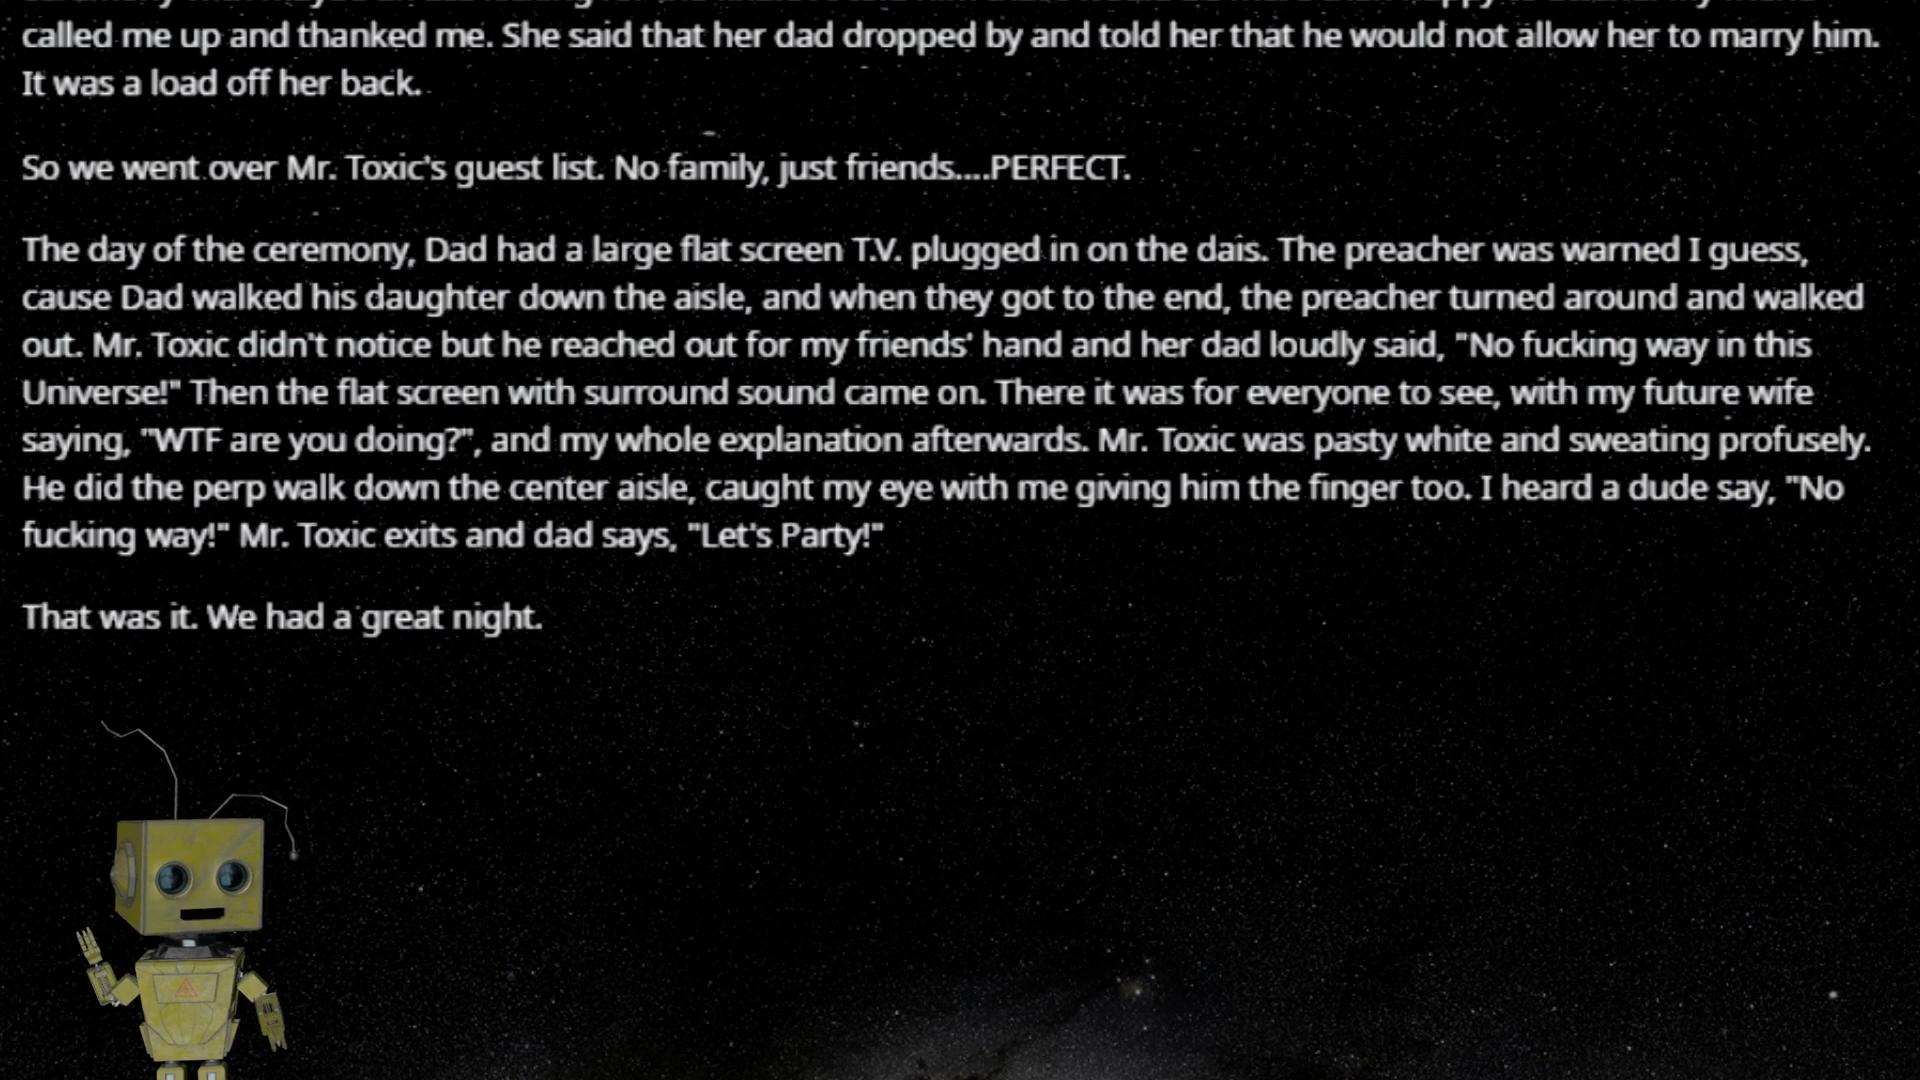 called me up and thanked me. She said that her dad dropped by and told her that he would not allow her to marry him.
It was a load off her back.
So we went over Mr. Toxic's guest list. No family, just friends....PERFECT.
The day of the ceremony, Dad had a large flat screen T.V. plugged in on the dais. The preacher was warned I guess,
cause Dad walked his daughter down the aisle, and when they got to the end, the preacher turned around and walked
out. Mr. Toxic didn't notice but he reached out for my friends' hand and her dad loudly said, "No fucking way in this
Universe!" Then the flat screen with surround sound came on. There it was for everyone to see, with my future wife
saying, "WTF are you doing?", and my whole explanation afterwards. Mr. Toxic was pasty white and sweating profusely.
He did the perp walk down the center aisle, caught my eye with me giving him the finger too. I heard a dude say, "No
fucking way!" Mr. Toxic exits and dad says, "Let's Party!"
That was it. We had a great night.